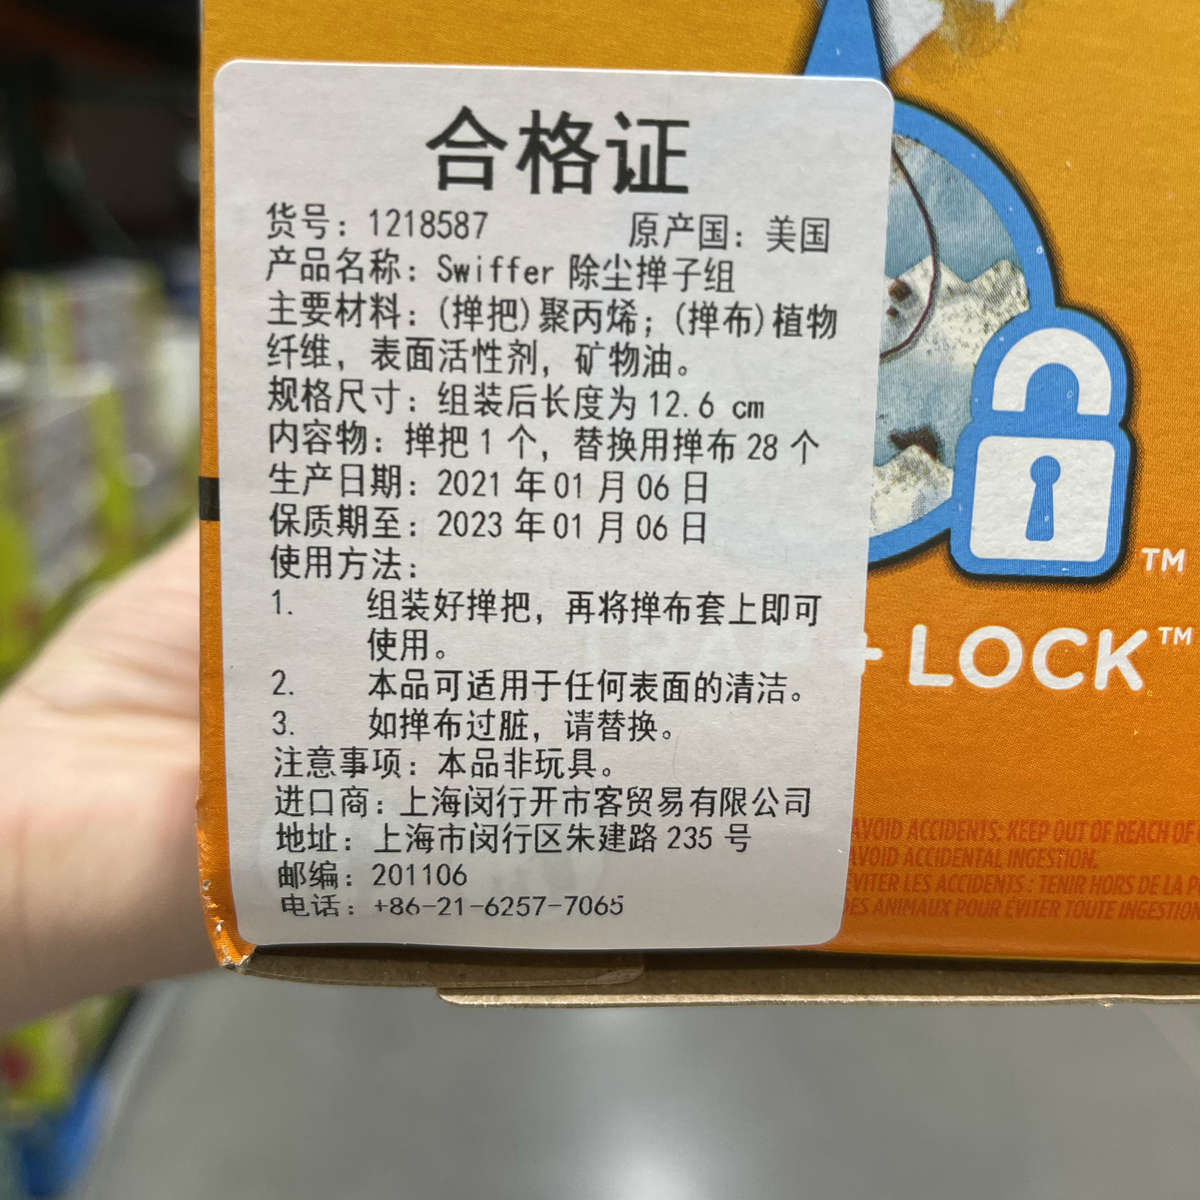 合格证
货号：1218587 原产国：美国
产品名称：Swiffer 除尘掸子组
主要材料：(掸把)聚丙烯；(掸布)植物
纤维，表面活性剂，矿物油。
规格尺寸：组装后长度为 12.6 cm
内容物：掸把 1 个，替换用掸布 28 个
生产日期：2021 年 01 月 06 日
保质期至：2023 年 01 月 06 日
使用方法：
1. 组装好掸把，再将掸布套上即可
使用。
2. 本品可适用于任何表面的清洁。
3. 如掸布过脏，请替换。
注意事项：本品非玩具。
进口商：上海闵行开市客贸易有限公司
地址：上海市闵行区朱建路 235 号
邮编：201106
电话：+86-21-6257-7065
TM
+ LOCK™
AVOID ACCIDENTS: KEEP OUT OF REACH OF
AVOID ACCIDENTAL INGESTION.
ÉVITER LES ACCIDENTS : TENIR HORS DE LA
DES ANIMAUX POUR ÉVITER TOUTE INGESTION